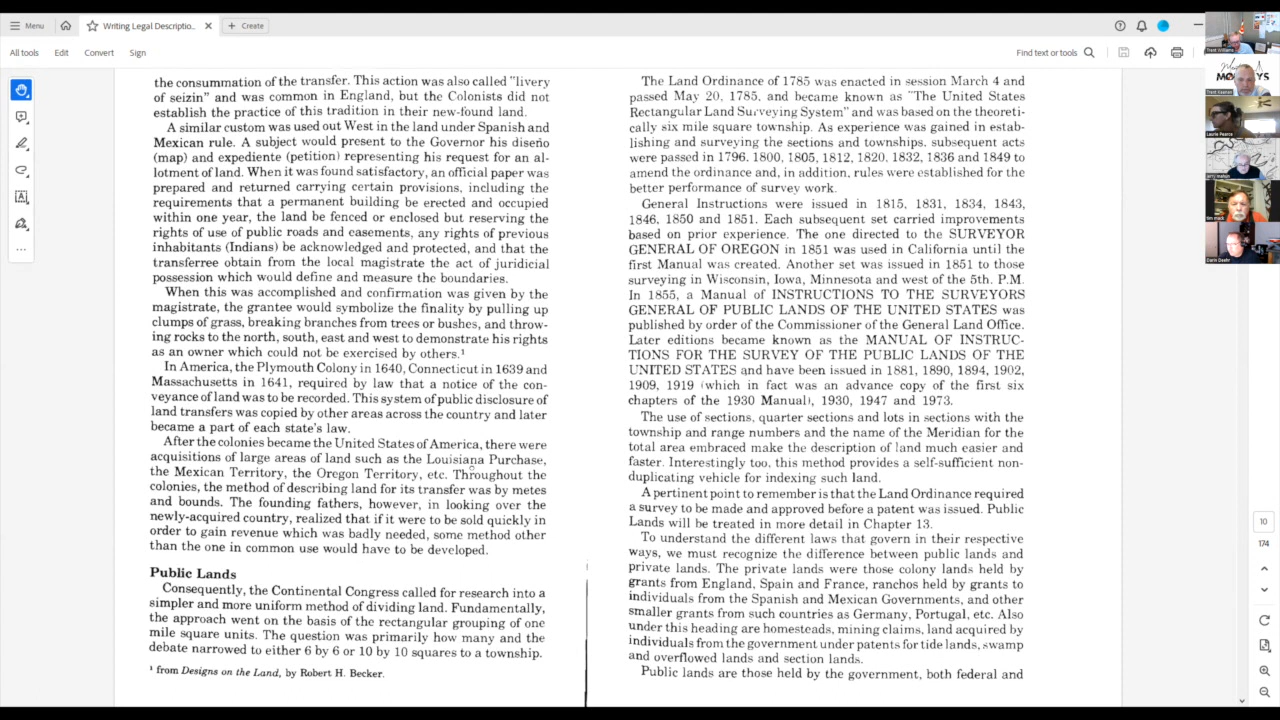 Menu
Writing Legal Descriptio...
Create
All tools
Edit
Convert
Sign
Find text or tools
the consummation of the transfer. This action was also called "livery
of seizin" and was common in England, but the Colonists did not
establish the practice of this tradition in their new-found land.
A similar custom was used out West in the land under Spanish and
Mexican rule. A subject would present to the Governor his diseño
(map) and expediente (petition) representing his request for an al-
lotment of land. When it was found satisfactory, an official paper was
prepared and returned carrying certain provisions, including the
requirements that a permanent building be erected and occupied
within one year, the land be fenced or enclosed but reserving the
rights of use of public roads and easements, any rights of previous
inhabitants (Indians) be acknowledged and protected, and that the
transferree obtain from the local magistrate the act of juridicial
possession which would define and measure the boundaries.
When this was accomplished and confirmation was given by the
magistrate, the grantee would symbolize the finality by pulling up
clumps of grass, breaking branches from trees or bushes, and throw-
ing rocks to the north, south, east and west to demonstrate his rights
as an owner which could not be exercised by others.¹
In America, the Plymouth Colony in 1640, Connecticut in 1639 and
Massachusetts in 1641, required by law that a notice of the con-
veyance of land was to be recorded. This system of public disclosure of
land transfers was copied by other areas across the country and later
became a part of each state's law.
After the colonies became the United States of America, there were
acquisitions of large areas of land such as the Louisiana Purchase,
the Mexican Territory, the Oregon Territory, etc. Throughout the
colonies, the method of describing land for its transfer was by metes
and bounds. The founding fathers, however, in looking over the
newly-acquired country, realized that if it were to be sold quickly in
order to gain revenue which was badly needed, some method other
than the one in common use would have to be developed.
Public Lands
Consequently, the Continental Congress called for research into a
simpler and more uniform method of dividing land. Fundamentally,
the approach went on the basis of the rectangular grouping of one
mile square units. The question was primarily how many and the
debate narrowed to either 6 by 6 or 10 by 10 squares to a township.
¹ from Designs on the Land, by Robert H. Becker.
The Land Ordinance of 1785 was enacted in session March 4 and
passed May 20, 1785, and became known as "The United States
Rectangular Land Surveying System" and was based on the theoreti-
cally six mile square township. As experience was gained in estab-
lishing and surveying the sections and townships, subsequent acts
were passed in 1796, 1800, 1805, 1812, 1820, 1832, 1836 and 1849 to
amend the ordinance and, in addition, rules were established for the
better performance of survey work.
General Instructions were issued in 1815, 1831, 1834, 1843,
1846, 1850 and 1851. Each subsequent set carried improvements
based on prior experience. The one directed to the SURVEYOR
GENERAL OF OREGON in 1851 was used in California until the
first Manual was created. Another set was issued in 1851 to those
surveying in Wisconsin, Iowa, Minnesota and west of the 5th. P.M.
In 1855, a Manual of INSTRUCTIONS TO THE SURVEYORS
GENERAL OF PUBLIC LANDS OF THE UNITED STATES was
published by order of the Commissioner of the General Land Office.
Later editions became known as the MANUAL OF INSTRUC-
TIONS FOR THE SURVEY OF THE PUBLIC LANDS OF THE
UNITED STATES and have been issued in 1881, 1890, 1894, 1902,
1909, 1919 (which in fact was an advance copy of the first six
chapters of the 1930 Manual), 1930, 1947 and 1973.
The use of sections, quarter sections and lots in sections with the
township and range numbers and the name of the Meridian for the
total area embraced make the description of land much easier and
faster. Interestingly too, this method provides a self-sufficient non-
duplicating vehicle for indexing such land.
A pertinent point to remember is that the Land Ordinance required
a survey to be made and approved before a patent was issued. Public
Lands will be treated in more detail in Chapter 13.
To understand the different laws that govern in their respective
ways, we must recognize the difference between public lands and
private lands. The private lands were those colony lands held by
grants from England, Spain and France, ranchos held by grants to
individuals from the Spanish and Mexican Governments, and other
smaller grants from such countries as Germany, Portugal, etc. Also
under this heading are homesteads, mining claims, land acquired by
individuals from the government under patents for tide lands, swamp
and overflowed lands and section lands.
Public lands are those held by the government, both federal and
10
174
Trent Williams
Laurie Pearce